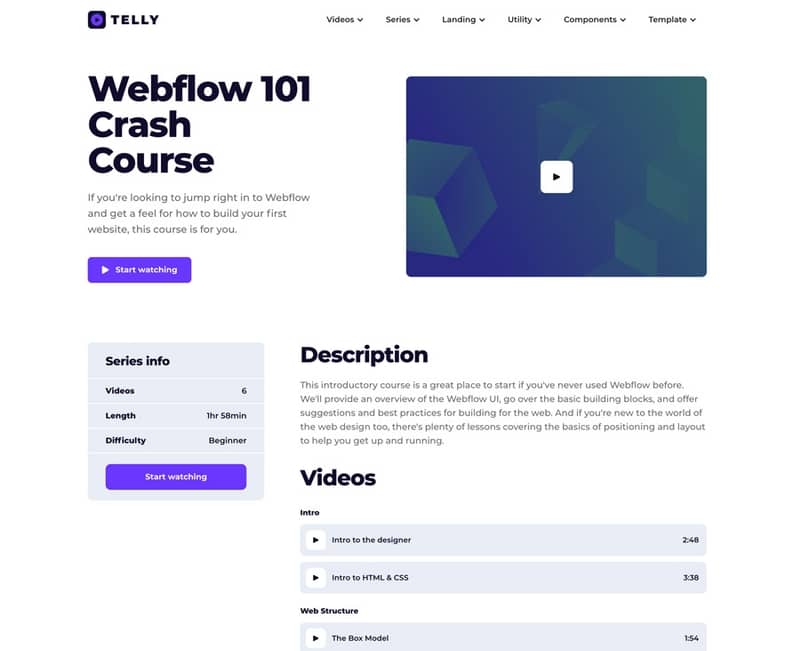 TELLY
Videos Series Landing Utility Components Template
Webflow 101
Crash
Course
If you're looking to jump right in to Webflow
and get a feel for how to build your first
website, this course is for you.
Start watching
Series info
Videos 6
Length 1hr 58min
Difficulty Beginner
Start watching
Description
This introductory course is a great place to start if you've never used Webflow before.
We'll provide an overview of the Webflow UI, go over the basic building blocks, and offer
suggestions and best practices for building for the web. And if you're new to the world of
the web design too, there's plenty of lessons covering the basics of positioning and layout
to help you get up and running.
Videos
Intro
Intro to the designer 2:48
Intro to HTML & CSS 3:38
Web Structure
The Box Model 1:54